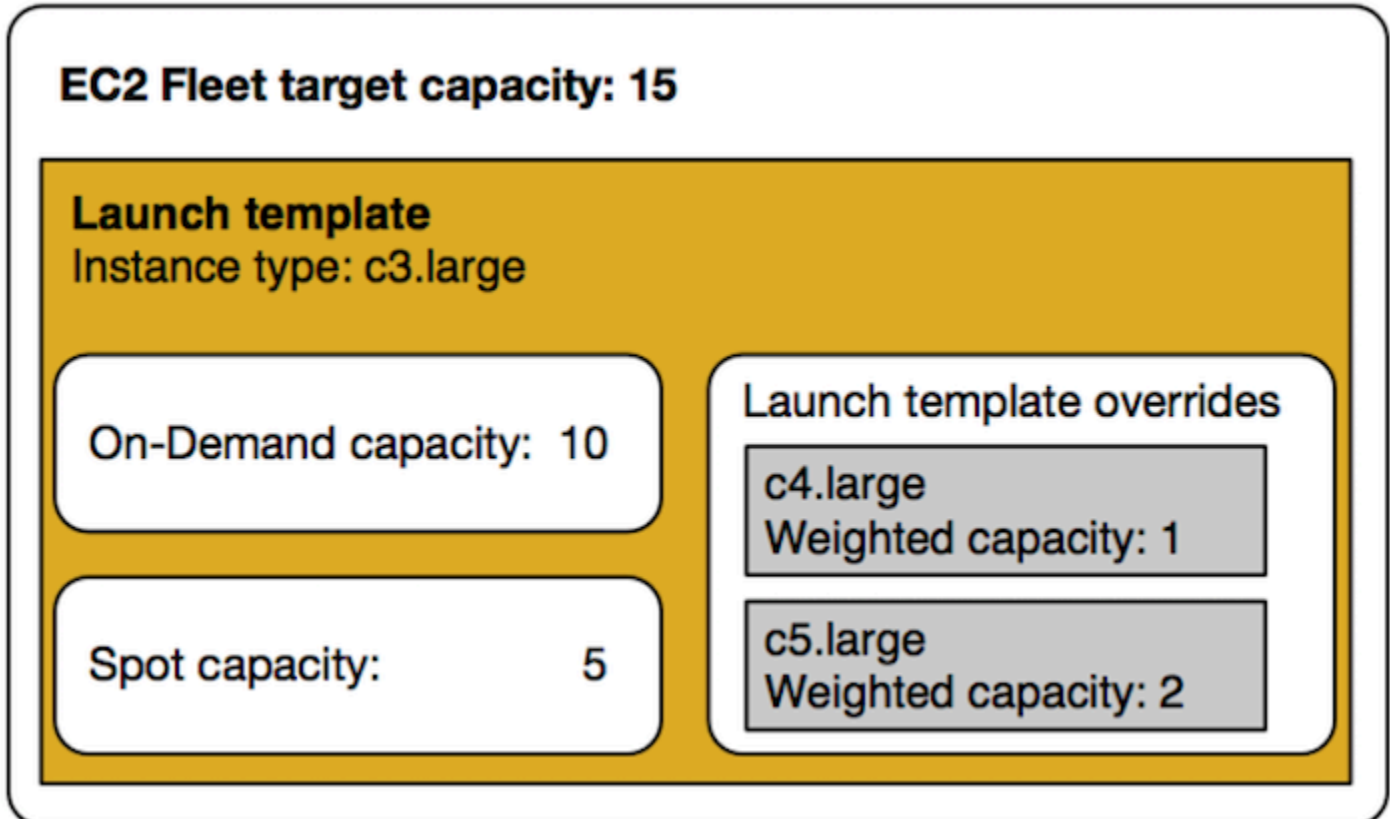 EC2 Fleet target capacity: 15
Launch template
Instance type: c3.large
On-Demand capacity: 10
Spot capacity: 5
Launch template overrides
c4.large
Weighted capacity: 1
c5.large
Weighted capacity: 2